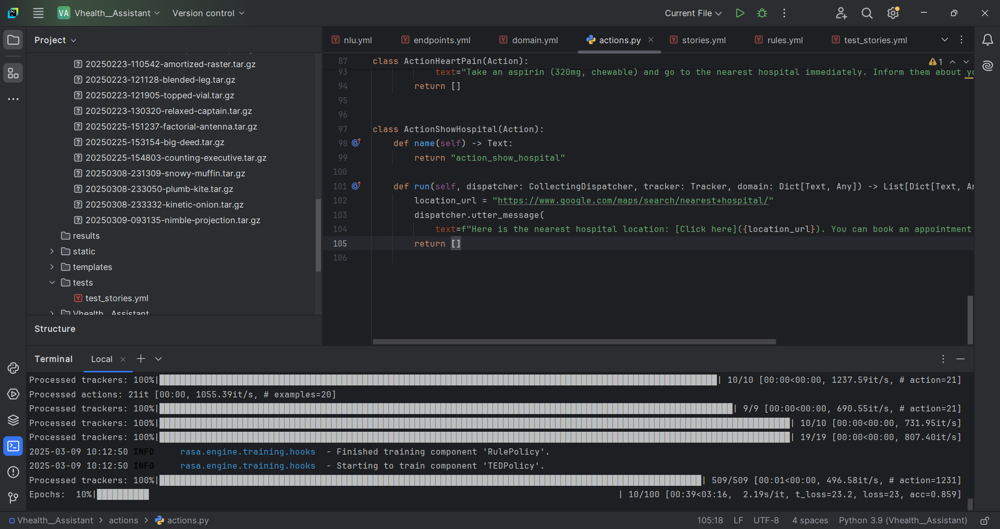 VA Vhealth__Assistant Version control Current File
Project
nlu.yml endpoints.yml domain.yml actions.py stories.yml rules.yml test_stories.yml
20250223-110542-amortized-raster.tar.gz
20250223-121128-blended-leg.tar.gz
20250223-121905-topped-vial.tar.gz
20250223-130320-relaxed-captain.tar.gz
20250225-151237-factorial-antenna.tar.gz
20250225-153154-big-deed.tar.gz
20250225-154803-counting-executive.tar.gz
20250308-231309-snowy-muffin.tar.gz
20250308-233050-plumb-kite.tar.gz
20250308-233332-kinetic-onion.tar.gz
20250309-093135-nimble-projection.tar.gz
results
static
templates
tests
test_stories.yml
Vhealth__Assistant
Structure
87 class ActionHeartPain(Action):
1
93 text="Take an aspirin (320mg, chewable) and go to the nearest hospital immediately. Inform them about yo
94 return []
95
96
97 class ActionShowHospital(Action):
98 def name(self) -> Text:
99 return "action_show_hospital"
100
101 def run(self, dispatcher: CollectingDispatcher, tracker: Tracker, domain: Dict[Text, Any]) -> List[Dict[Text, An
102 location_url = "https://www.google.com/maps/search/nearest+hospital/"
103 dispatcher.utter_message(
104 text=f"Here is the nearest hospital location: [Click here]({location_url}). You can book an appointment
105 return []
106
Terminal Local
Processed trackers: 100%| | 10/10 [00:00<00:00, 1237.59it/s, # action=21]
Processed actions: 21it [00:00, 1055.39it/s, # examples=20]
Processed trackers: 100%| | 9/9 [00:00<00:00, 690.55it/s, # action=21]
Processed trackers: 100%| | 10/10 [00:00<00:00, 731.95it/s]
Processed trackers: 100%| | 19/19 [00:00<00:00, 807.40it/s]
2025-03-09 10:12:50 INFO rasa.engine.training.hooks - Finished training component 'RulePolicy'.
2025-03-09 10:12:50 INFO rasa.engine.training.hooks - Starting to train component 'TEDPolicy'.
Processed trackers: 100%| | 509/509 [00:01<00:00, 496.58it/s, # action=1231]
Epochs: 10%| | 10/100 [00:39<03:16, 2.19s/it, t_loss=23.2, loss=23, acc=0.859]
Vhealth__Assistant > actions > actions.py 105:18 LF UTF-8 4 spaces Python 3.9 (Vhealth__Assistant)